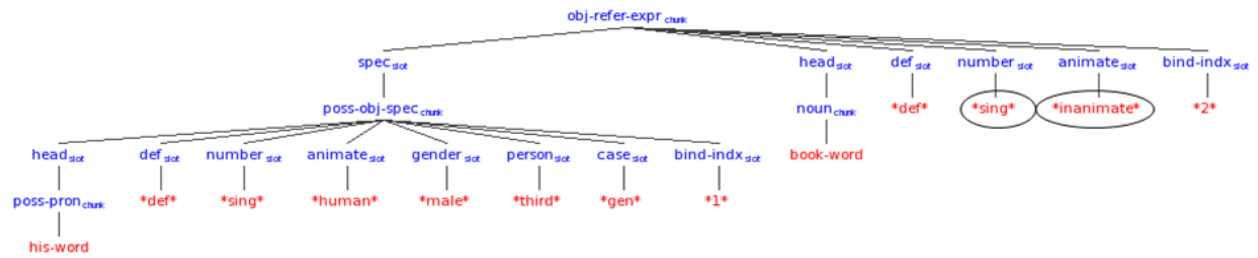 obj-refer-expr chunk
spec slot head slot def slot number slot animate slot bind-indx slot
poss-obj-spec chunk noun chunk *def* *sing* *inanimate* *2*
head slot def slot number slot animate slot gender slot person slot case slot bind-indx slot book-word
poss-pron chunk *def* *sing* *human* *male* *third* *gen* *1*
his-word